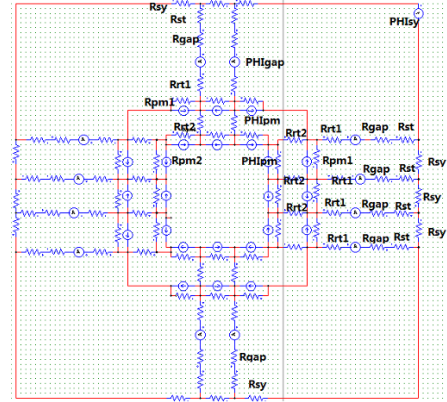 Rsy
PHIsy
Rst
Rgap
PHIgap
Rrt1
Rpm1
PHIpm
Rrt2
Rrt2 Rrt1 Rgap Rst
Rpm2 PHIpm Rpm1 Rgap Rst Rsy
Rrt2 Rrt1
Rrt2 Rrt1 Rgap Rst Rsy
Rrt1 Rgap Rst Rsy
Rgap
Rsy